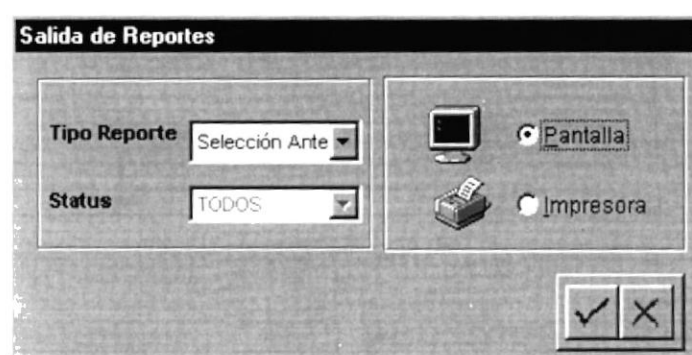 Salida de Reportes
Tipo Reporte
Selección Ante
Status
TODOS
Pantalla
Impresora